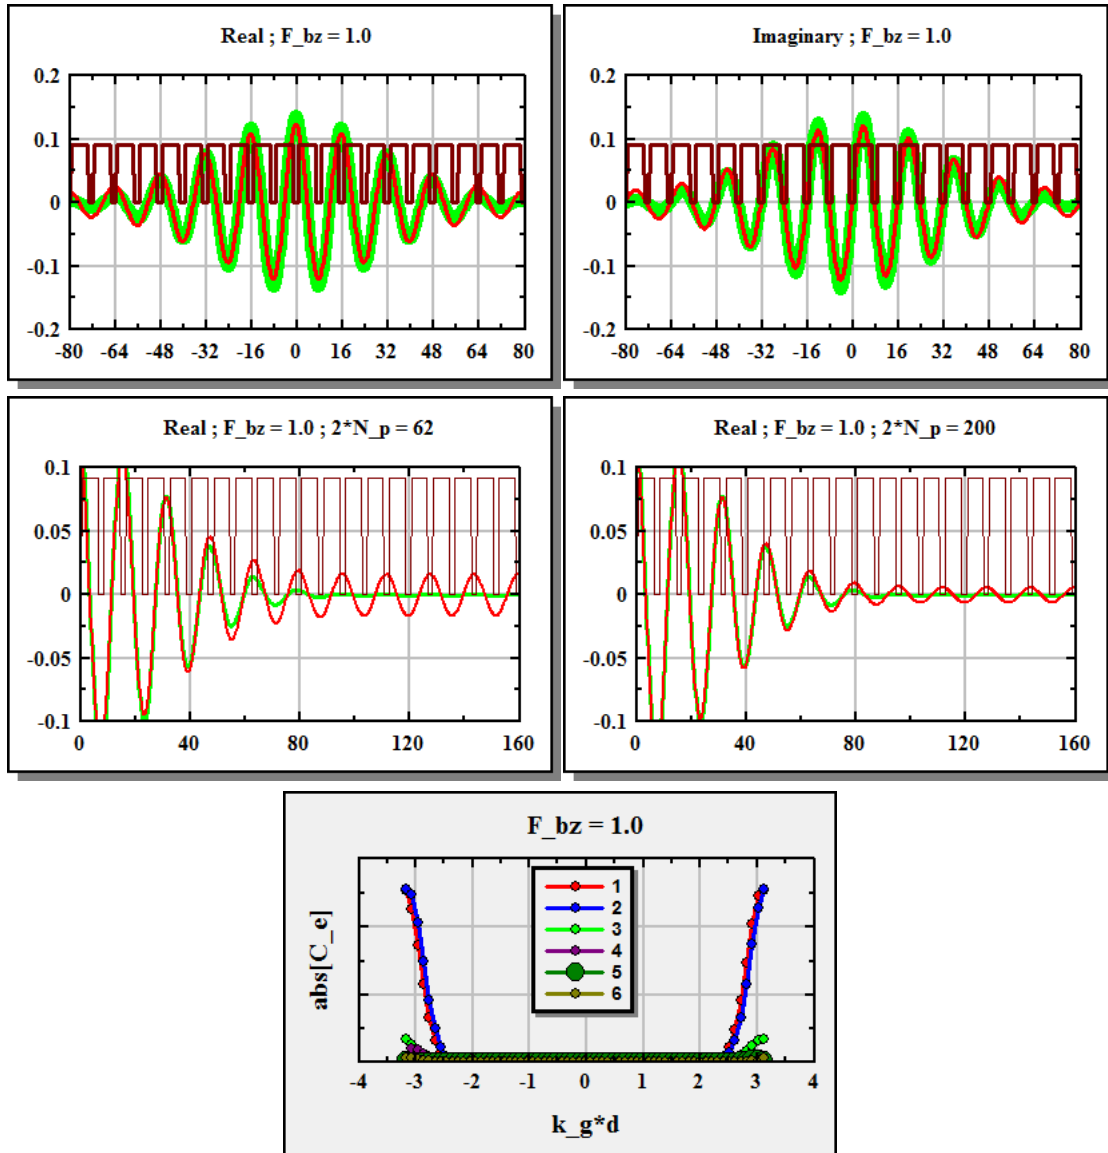 Real ; F_bz = 1.0
0.2
0.1
0
-0.1
-0.2
-80 -64 -48 -32 -16 0 16 32 48 64 80
Imaginary ; F_bz = 1.0
0.2
0.1
0
-0.1
-0.2
-80 -64 -48 -32 -16 0 16 32 48 64 80
Real ; F_bz = 1.0 ; 2*N_p = 62
0.1
0.05
0
-0.05
-0.1
0 40 80 120 160
Real ; F_bz = 1.0 ; 2*N_p = 200
0.1
0.05
0
-0.05
-0.1
0 40 80 120 160
F_bz = 1.0
abs[C_e]
1
2
3
4
5
6
-4 -3 -2 -1 0 1 2 3 4
k_g*d